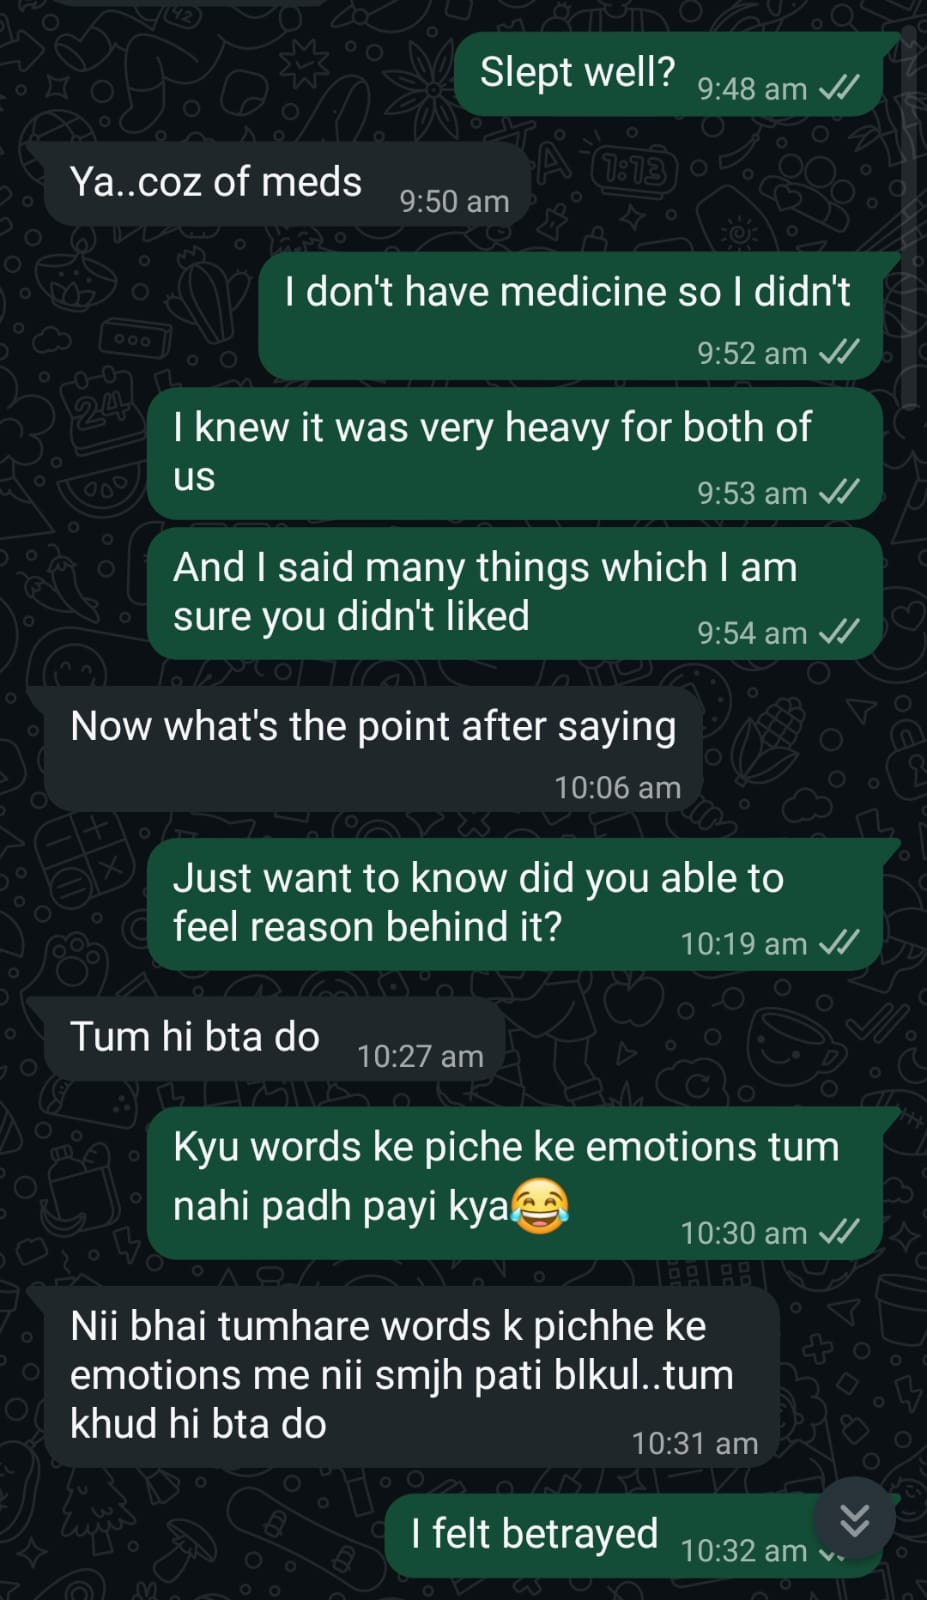 Slept well?
9:48 am
Ya..coz of meds
9:50 am
I don't have medicine so I didn't
9:52 am
I knew it was very heavy for both of
us
9:53 am
And I said many things which I am
sure you didn't liked
9:54 am
Now what's the point after saying
10:06 am
Just want to know did you able to
feel reason behind it?
10:19 am
Tum hi bta do
10:27 am
Kyu words ke piche ke emotions tum
nahi padh payi kya😂
10:30 am
Nii bhai tumhare words k pichhe ke
emotions me nii smjh pati blkul..tum
khud hi bta do
10:31 am
I felt betrayed
10:32 am